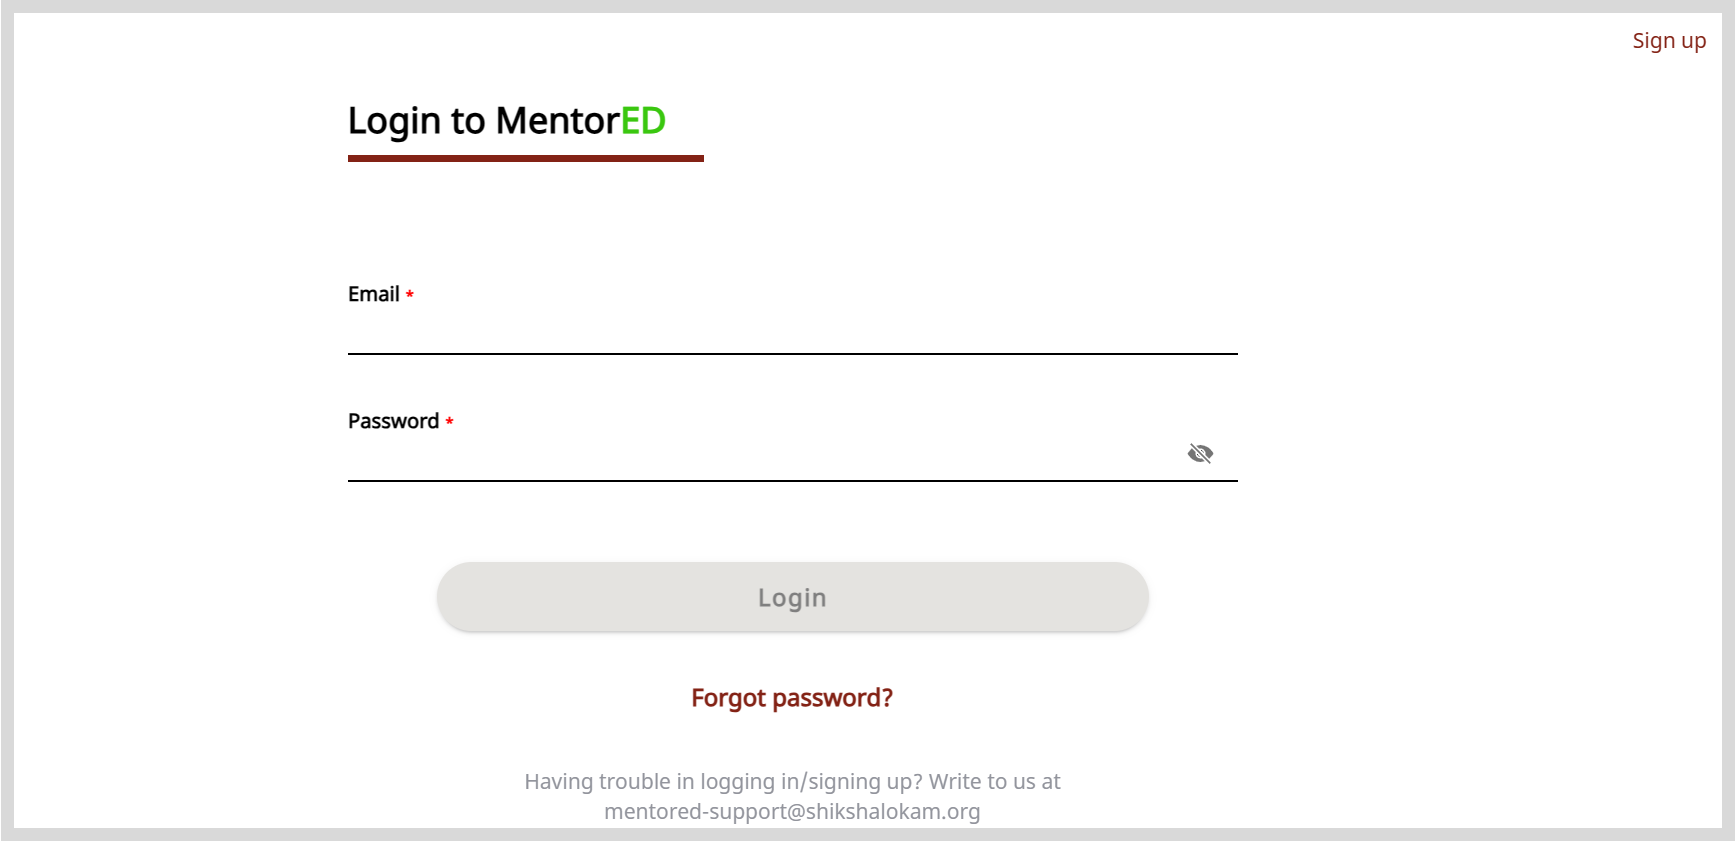 Sign up
Login to MentorED
Email *
Password *
Login
Forgot password?
Having trouble in logging in/signing up? Write to us at
mentored-support@shikshalokam.org